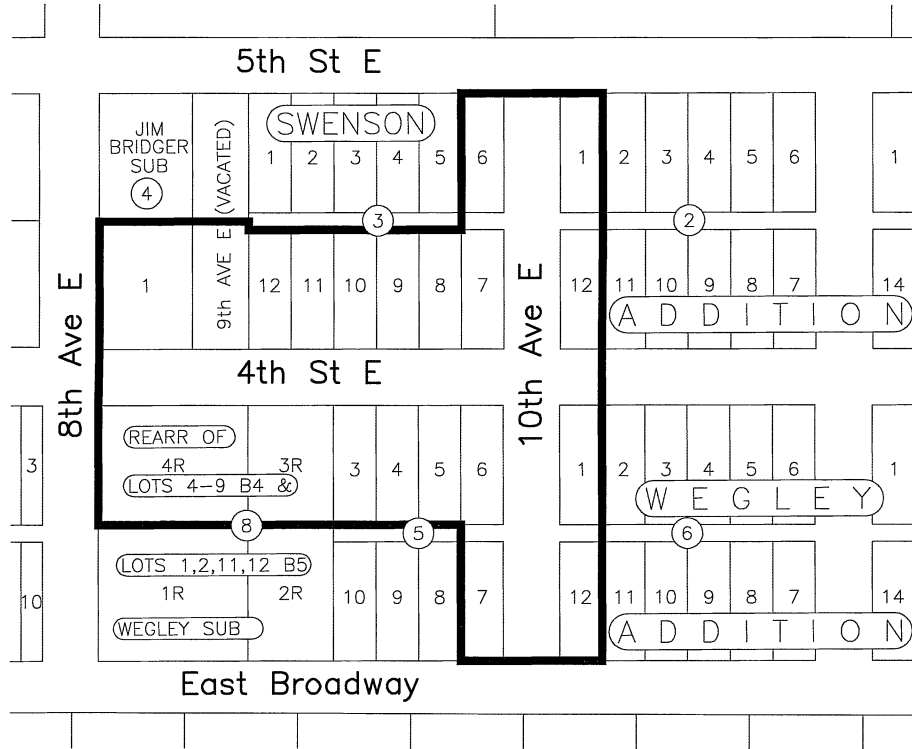 5th St E
JIM
BRIDGER
SUB
4
9th AVE E (VACATED)
SWENSON
1 2 3 4 5 6 1 2 3 4 5 6 1
3 2
8th Ave E
10th Ave E
1 12 11 10 9 8 7 12 11 10 9 8 7 14
ADDITION
4th St E
REARR OF
3 4R 3R 3 4 5 6 1 2 3 4 5 6 1
LOTS 4-9 B4 &
WEGLEY
8 5 6
LOTS 1,2,11,12 B5
10 1R 2R 10 9 8 7 12 11 10 9 8 7 14
WEGLEY SUB
ADDITION
East Broadway